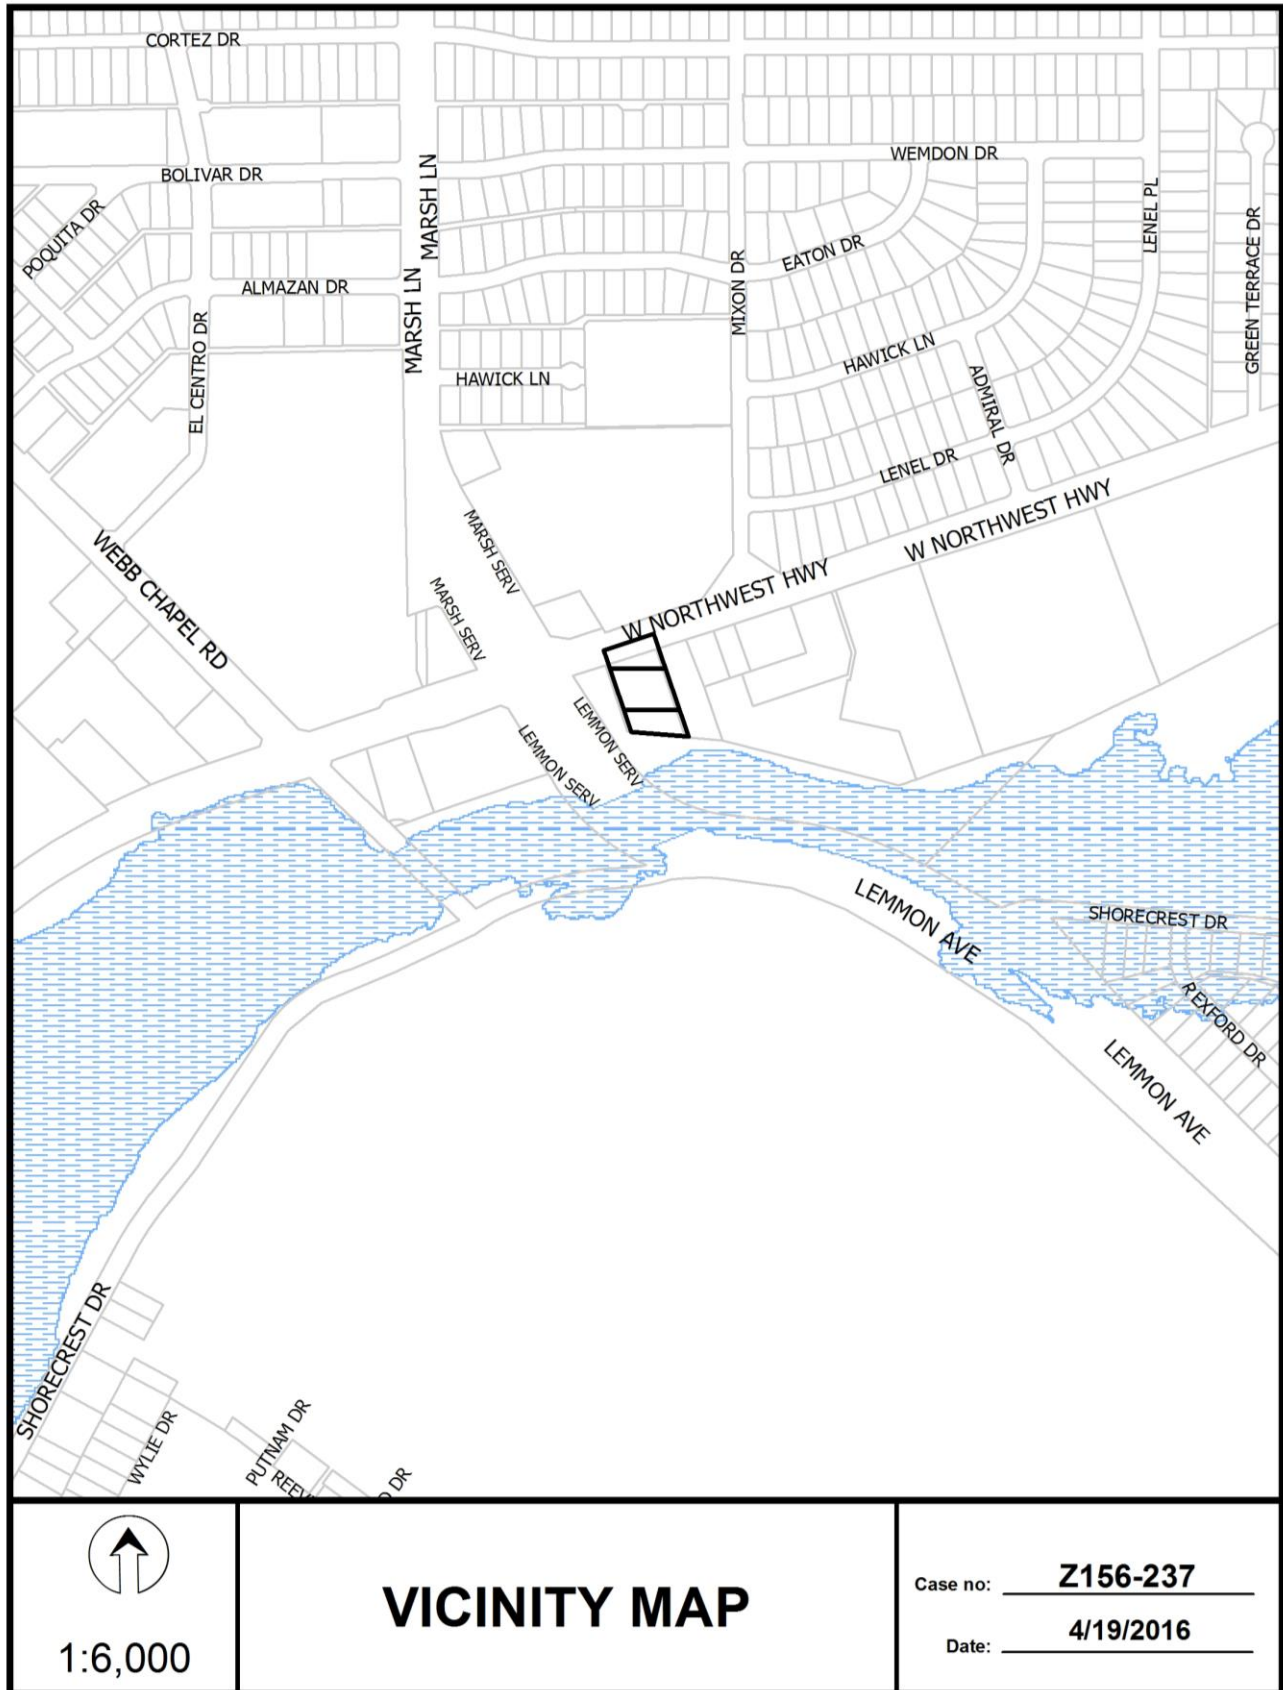 CORTEZ DR
BOLIVAR DR
MARSH LN
WEMDON DR
POQUITA DR
LENEL PL
EATON DR
GREEN TERRACE DR
ALMAZAN DR
MARSH LN
MIXON DR
EL CENTRO DR
HAWICK LN
HAWICK LN
ADMIRAL DR
LENEL DR
W NORTHWEST HWY
MARSH SERV
WEBB CHAPEL RD
W NORTHWEST HWY
MARSH SERV
LEMMON SERV
LEMMON SERV
LEMMON AVE
SHORECREST DR
REXFORD DR
LEMMON AVE
SHORECREST DR
WYLIE DR
PUTNAM DR
DR
1:6,000
VICINITY MAP
Case no: Z156-237
Date: 4/19/2016